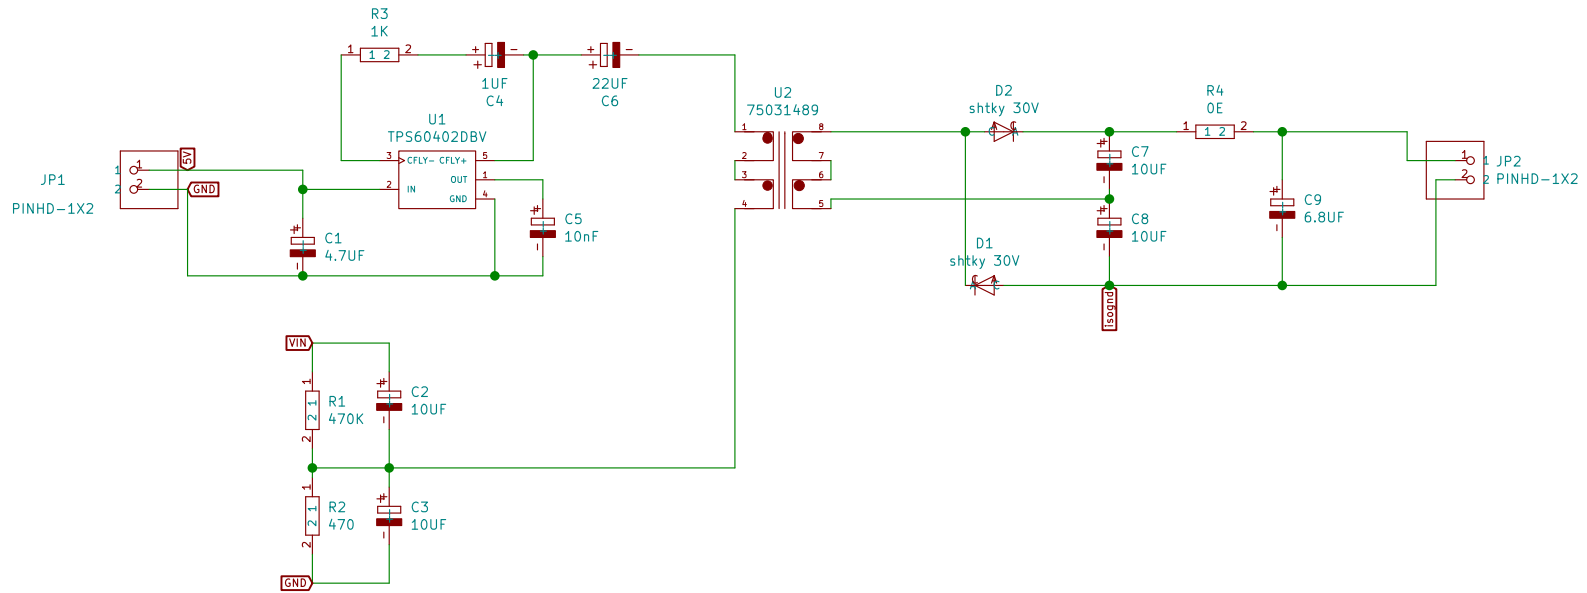 R3
1K
1
1 2
2
+
-
+
1UF
C4
+
-
+
22UF
C6
U1
TPS60402DBV
3
CFLY-
CFLY+
5
OUT
1
2
IN
GND
4
JP1
PINHD-1X2
1
1
2
2
5V
GND
+
+
-
C1
4.7UF
+
+
-
C5
10nF
U2
75031489
1
8
2
7
3
6
4
5
D2
shtky 30V
C
A
D1
shtky 30V
A
C
+
+
-
C7
10UF
+
+
-
C8
10UF
isognd
R4
0E
1
1 2
2
+
+
-
C9
6.8UF
1
1
2
2
JP2
PINHD-1X2
VIN
1
2 1
2
R1
470K
+
+
-
C2
10UF
1
2 1
2
R2
470
+
+
-
C3
10UF
GND